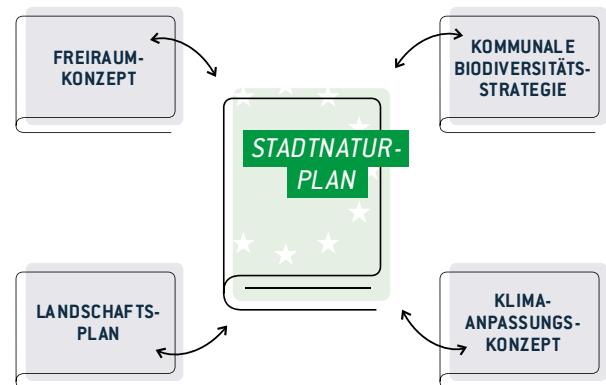 FREIRAUM-
KONZEPT
KOMMUNALE
BIODIVERSITÄTS-
STRATEGIE
STADTNATUR-
PLAN
LANDSCHAFTS-
PLAN
KLIMA-
ANPASSUNGS-
KONZEPT